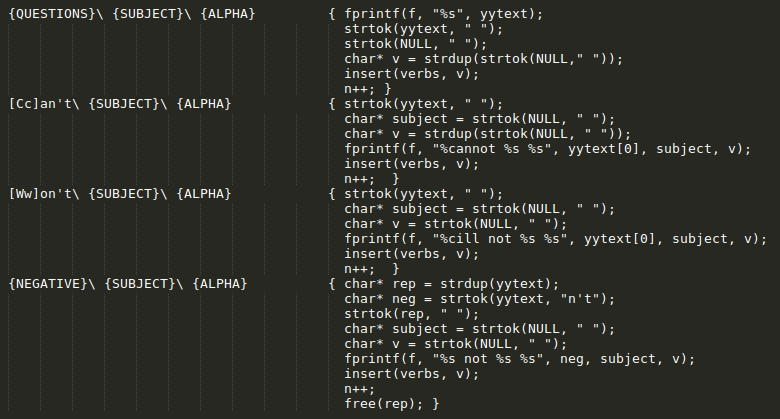 {QUESTIONS}\ {SUBJECT}\ {ALPHA}         { fprintf(f, "%s", yytext);
                                          strtok(yytext, " ");
                                          strtok(NULL, " ");
                                          char* v = strdup(strtok(NULL," "));
                                          insert(verbs, v);
                                          n++; }
[Cc]an't\ {SUBJECT}\ {ALPHA}            { strtok(yytext, " ");
                                          char* subject = strtok(NULL, " ");
                                          char* v = strdup(strtok(NULL, " "));
                                          fprintf(f, "%cannot %s %s", yytext[0], subject, v);
                                          insert(verbs, v);
                                          n++;  }
[Ww]on't\ {SUBJECT}\ {ALPHA}            { strtok(yytext, " ");
                                          char* subject = strtok(NULL, " ");
                                          char* v = strtok(NULL, " ");
                                          fprintf(f, "%cill not %s %s", yytext[0], subject, v);
                                          insert(verbs, v);
                                          n++;  }
{NEGATIVE}\ {SUBJECT}\ {ALPHA}          { char* rep = strdup(yytext);
                                          char* neg = strtok(yytext, "n't");
                                          strtok(rep, " ");
                                          char* subject = strtok(NULL, " ");
                                          char* v = strtok(NULL, " ");
                                          fprintf(f, "%s not %s %s", neg, subject, v);
                                          insert(verbs, v);
                                          n++;
                                          free(rep); }